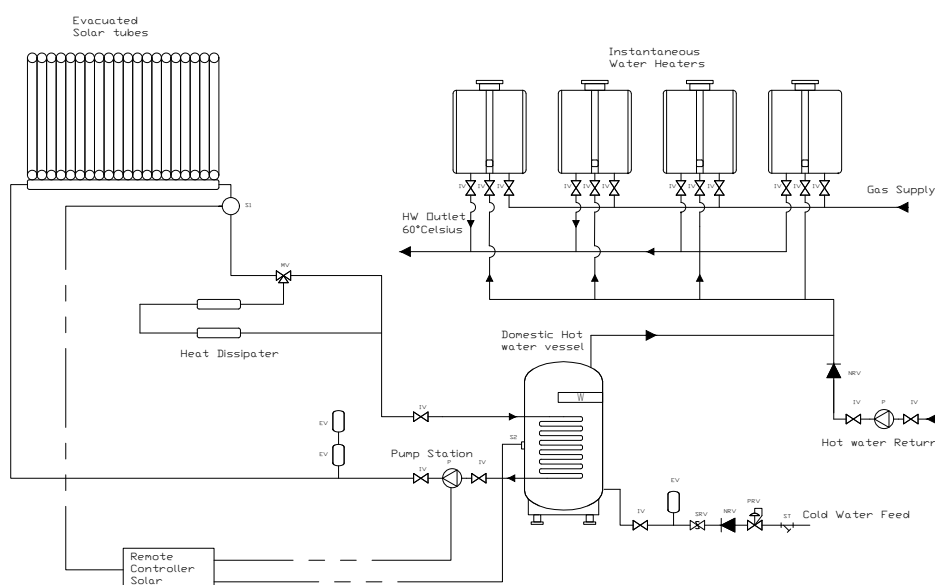 Evacuated
Solar tubes
Instantaneous
Water Heaters
IV IV IV IV IV IV IV IV IV IV IV IV
Gas Supply
S1
HW Outlet
60°Celsius
MV
Domestic Hot
water vessel
Heat Dissipater
NRV
W
IV
IV P IV
EV
S2
Hot water Return
EV
Pump Station
IV P IV
EV
PRV
IV SRV NRV ST Cold Water Feed
Remote
Controller
Solar